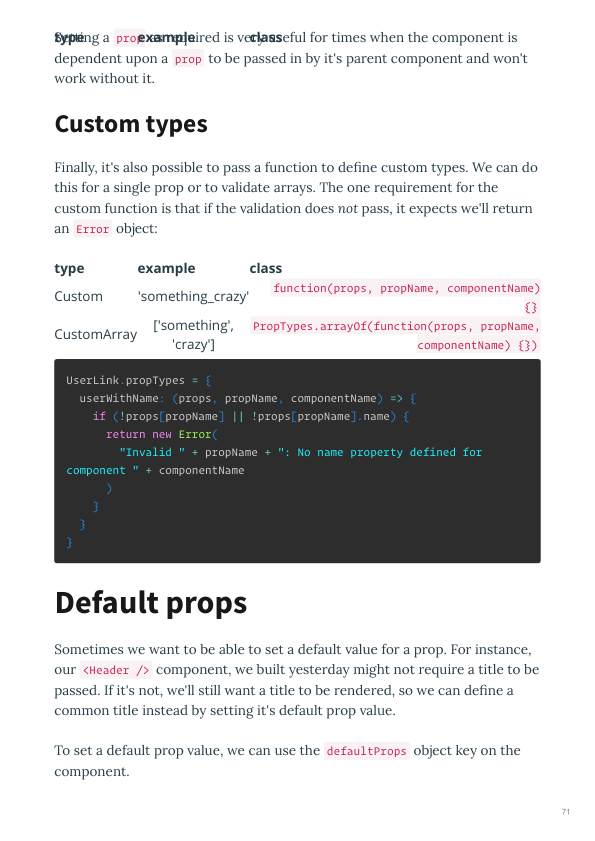 type example class
Setting a prop as required is very useful for times when the component is
dependent upon a prop to be passed in by it's parent component and won't
work without it.
Custom types
Finally, it's also possible to pass a function to define custom types. We can do
this for a single prop or to validate arrays. The one requirement for the
custom function is that if the validation does not pass, it expects we'll return
an Error object:
type example class
Custom 'something_crazy' function(props, propName, componentName)
{}
CustomArray ['something', 'crazy'] PropTypes.arrayOf(function(props, propName,
componentName) {})
UserLink.propTypes = {
  userWithName: (props, propName, componentName) => {
    if (!props[propName] || !props[propName].name) {
      return new Error(
        "Invalid " + propName + ": No name property defined for
component " + componentName
      )
    }
  }
}
Default props
Sometimes we want to be able to set a default value for a prop. For instance,
our <Header /> component, we built yesterday might not require a title to be
passed. If it's not, we'll still want a title to be rendered, so we can define a
common title instead by setting it's default prop value.
To set a default prop value, we can use the defaultProps object key on the
component.
71